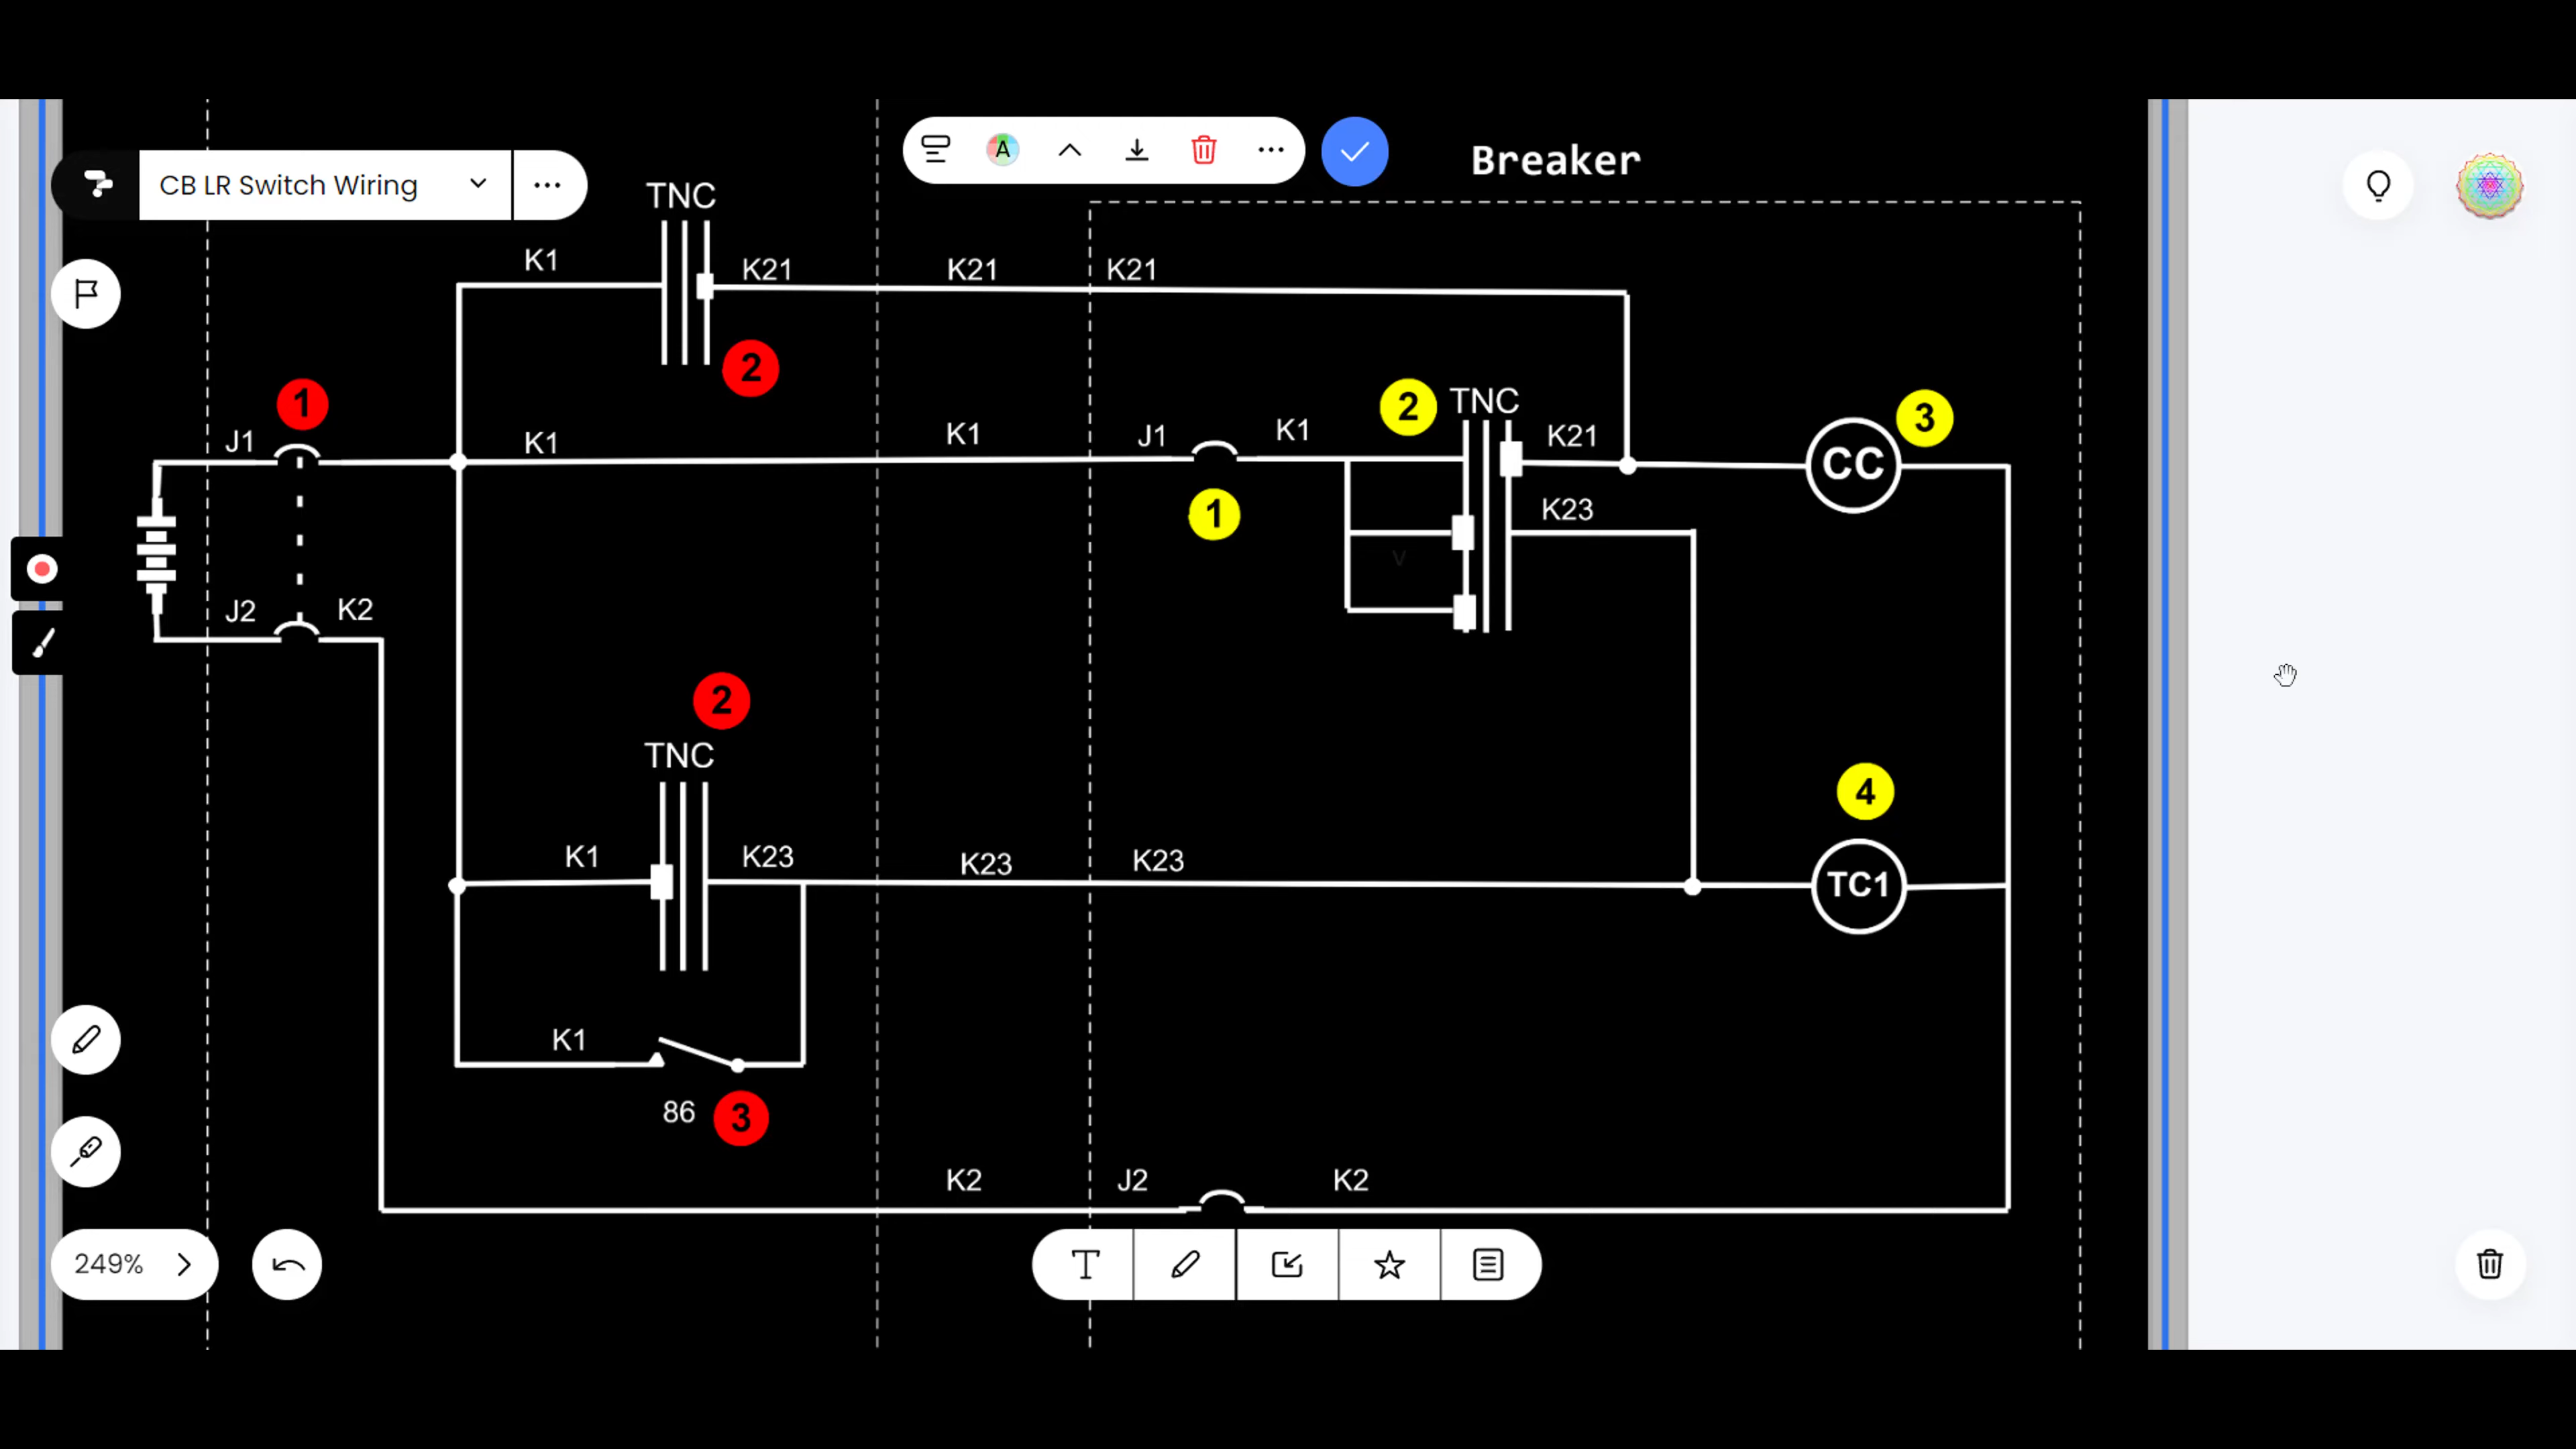 Breaker
CB LR Switch Wiring
TNC
K1
K21
K21
K21
2
1
2
TNC
3
J1
K1
K1
J1
K1
K21
CC
1
K23
v
J2
K2
2
TNC
4
K1
K23
K23
K23
TC1
K1
86
3
K2
J2
K2
249%